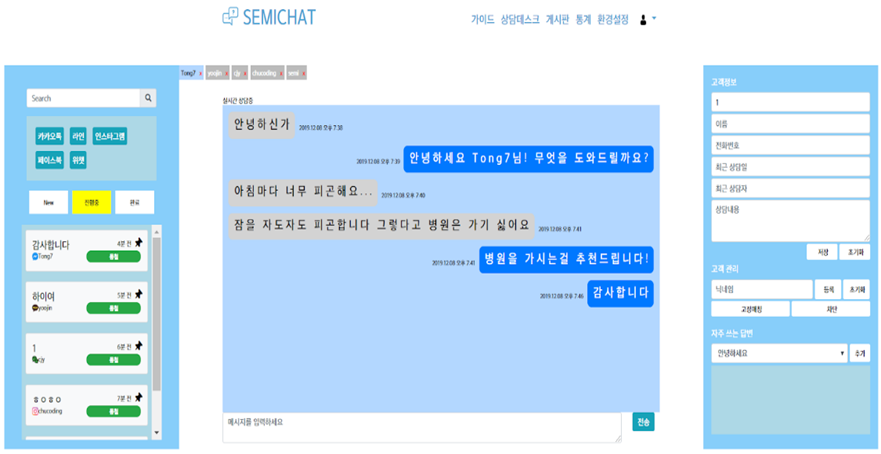 SEMICHAT
가이드 상담데스크 게시판 통계 환경설정
Tong7 x yoojin x cjy x chucoding x semi x
Search
카카오톡 라인 인스타그램
페이스북 위챗
New 진행중 완료
감사합니다 4분 전
Tong7 종료
하이여 5분 전
yoojin 종료
1 6분 전
cjy 종료
ㅎㅇㅎㅇ 7분 전
chucoding 종료
실시간 상담중
안녕하신가 2019.12.08 오후 7:38
2019.12.08 오후 7:39 안녕하세요 Tong7님! 무엇을 도와드릴까요?
아침마다 너무 피곤해요... 2019.12.08 오후 7:40
잠을 자도자도 피곤합니다 그렇다고 병원은 가기 싫어요 2019.12.08 오후 7:41
2019.12.08 오후 7:41 병원을 가시는걸 추천드립니다!
2019.12.08 오후 7:46 감사합니다
메시지를 입력하세요 전송
고객정보
1
이름
전화번호
최근 상담일
최근 상담자
상담내용
저장 초기화
고객 관리
닉네임 등록 초기화
고성매칭 차단
자주 쓰는 답변
안녕하세요 추가